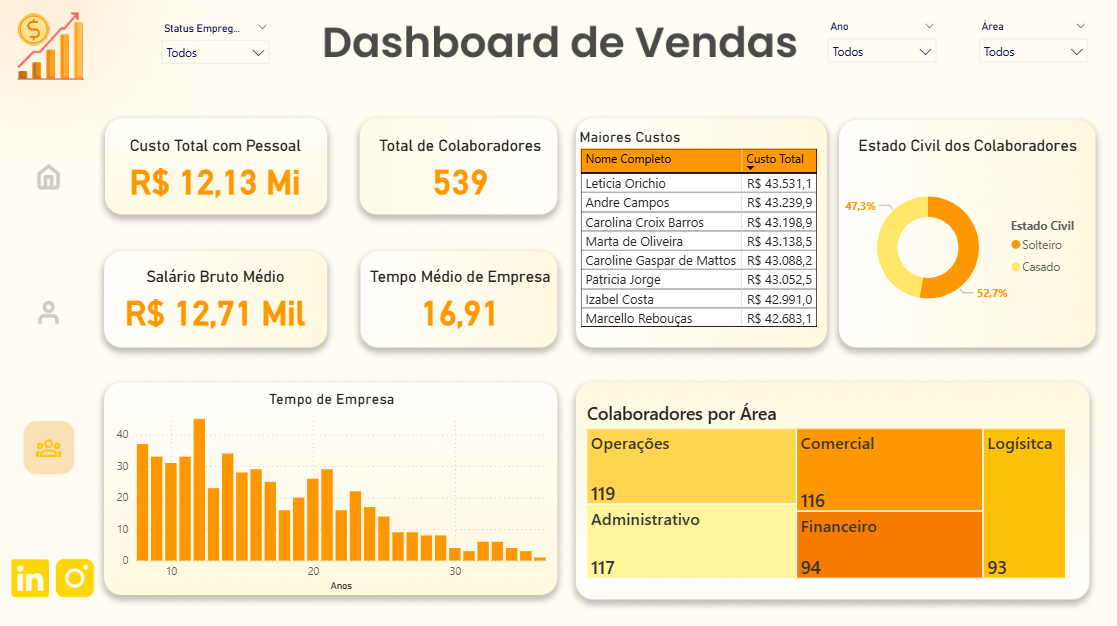 Status Empreg...
Todos
Dashboard de Vendas
Ano
Todos
Área
Todos
Custo Total com Pessoal
R$ 12,13 Mi
Total de Colaboradores
539
Salário Bruto Médio
R$ 12,71 Mil
Tempo Médio de Empresa
16,91
Maiores Custos
Nome Completo Custo Total
Leticia Orichio R$ 43.531,1
Andre Campos R$ 43.239,9
Carolina Croix Barros R$ 43.198,9
Marta de Oliveira R$ 43.138,5
Caroline Gaspar de Mattos R$ 43.088,2
Patricia Jorge R$ 43.052,5
Izabel Costa R$ 42.991,0
Marcello Rebouças R$ 42.683,1
Estado Civil dos Colaboradores
47,3%
52,7%
Estado Civil
Solteiro
Casado
Tempo de Empresa
40
30
20
10
0
10 20 30
Anos
Colaboradores por Área
Operações
119
Administrativo
117
Comercial
116
Financeiro
94
Logísitca
93
in